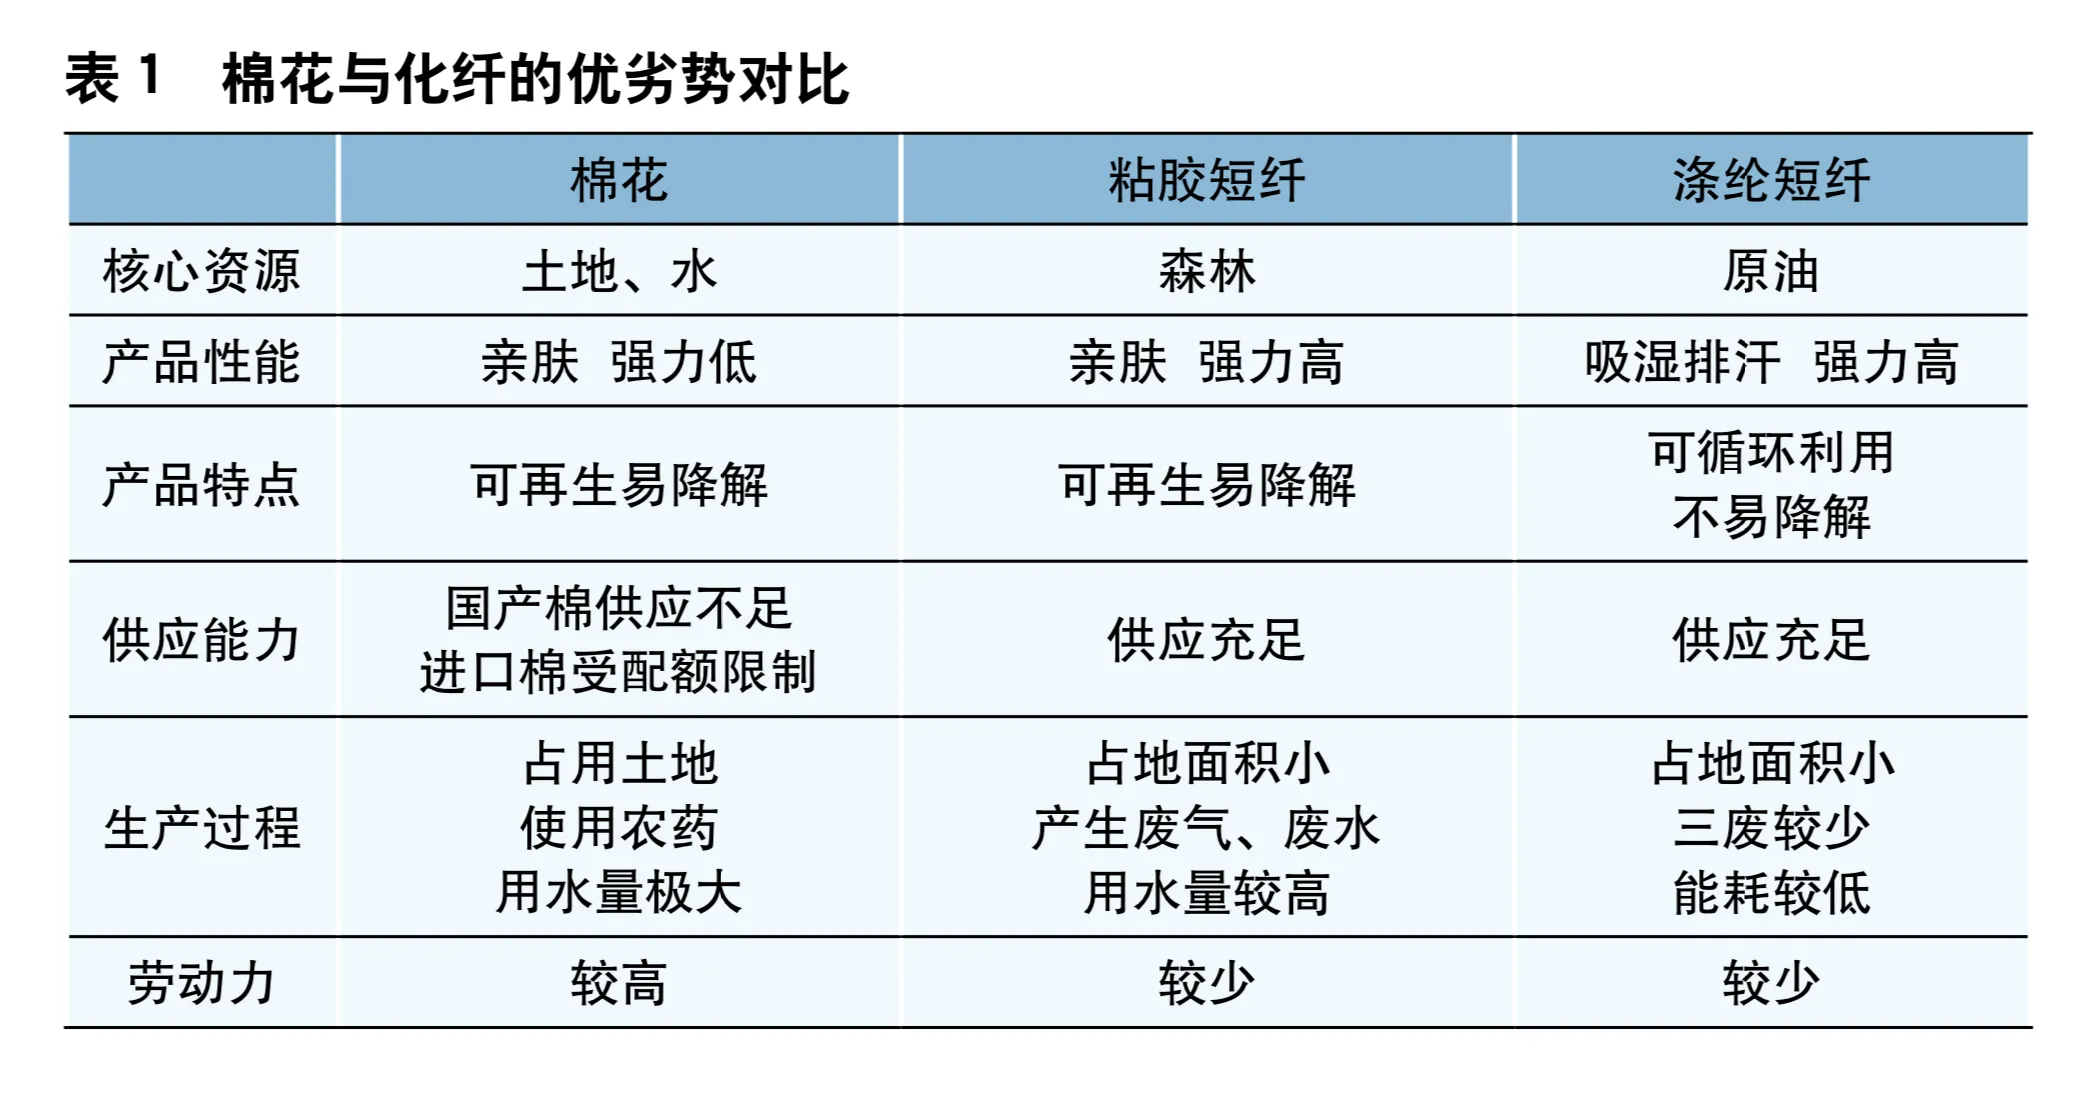 表 1 棉花与化纤的优劣势对比
棉花 粘胶短纤 涤纶短纤
核心资源 土地、水 森林 原油
产品性能 亲肤 强力低 亲肤 强力高 吸湿排汗 强力高
产品特点 可再生易降解 可再生易降解 可循环利用
不易降解
供应能力 国产棉供应不足
进口棉受配额限制 供应充足 供应充足
生产过程 占用土地
使用农药
用水量极大
占地面积小
产生废气、废水
用水量较高
占地面积小
三废较少
能耗较低
劳动力 较高 较少 较少